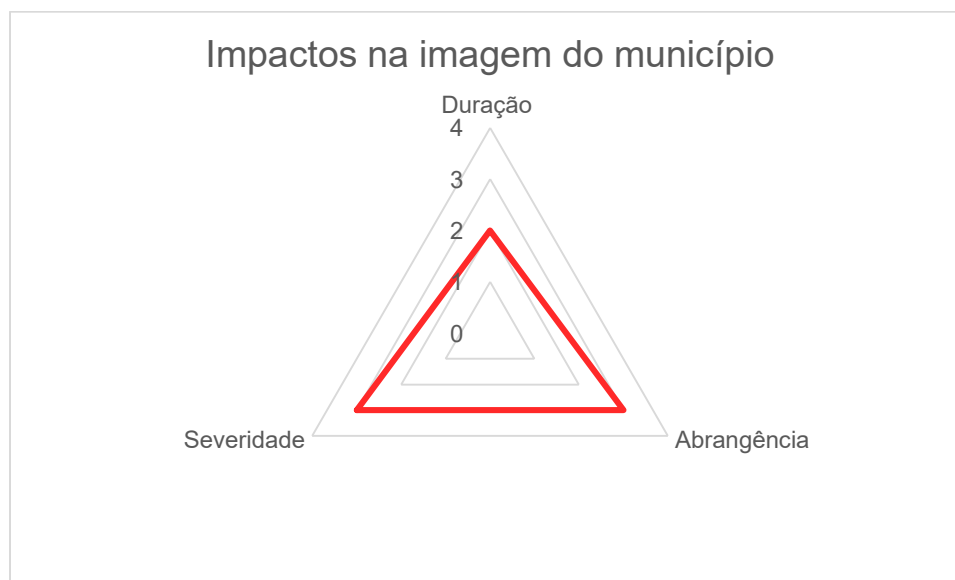 Impactos na imagem do município
Duração
4
3
2
1
0
Severidade
Abrangência